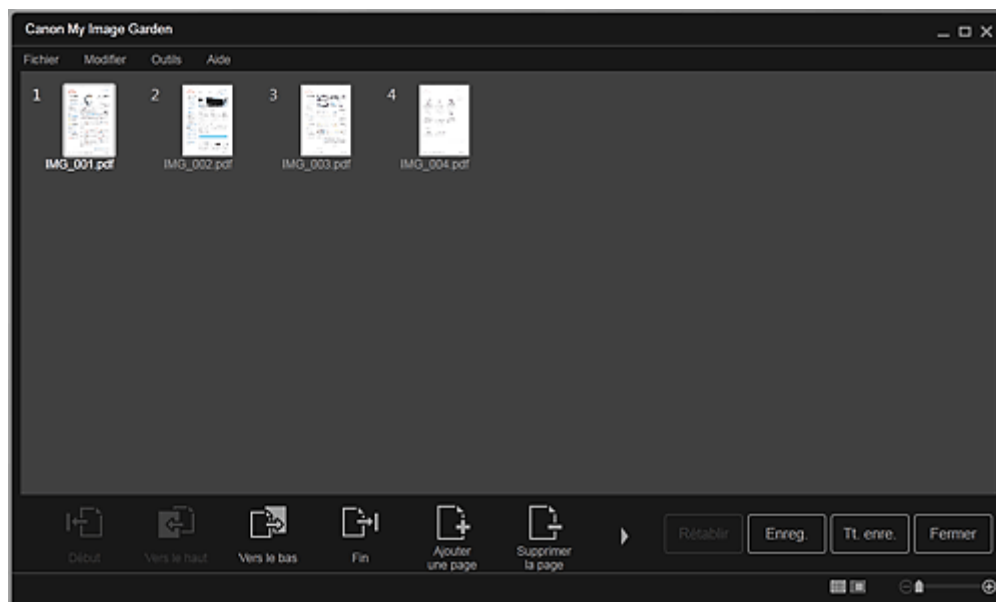 Canon My Image Garden
Fichier Modifier Outils Aide
1 2 3 4
IMG_001.pdf IMG_002.pdf IMG_003.pdf IMG_004.pdf
Début Vers le haut Vers le bas Fin Ajouter une page Supprimer la page Rétablir Enreg. Tt. enre. Fermer